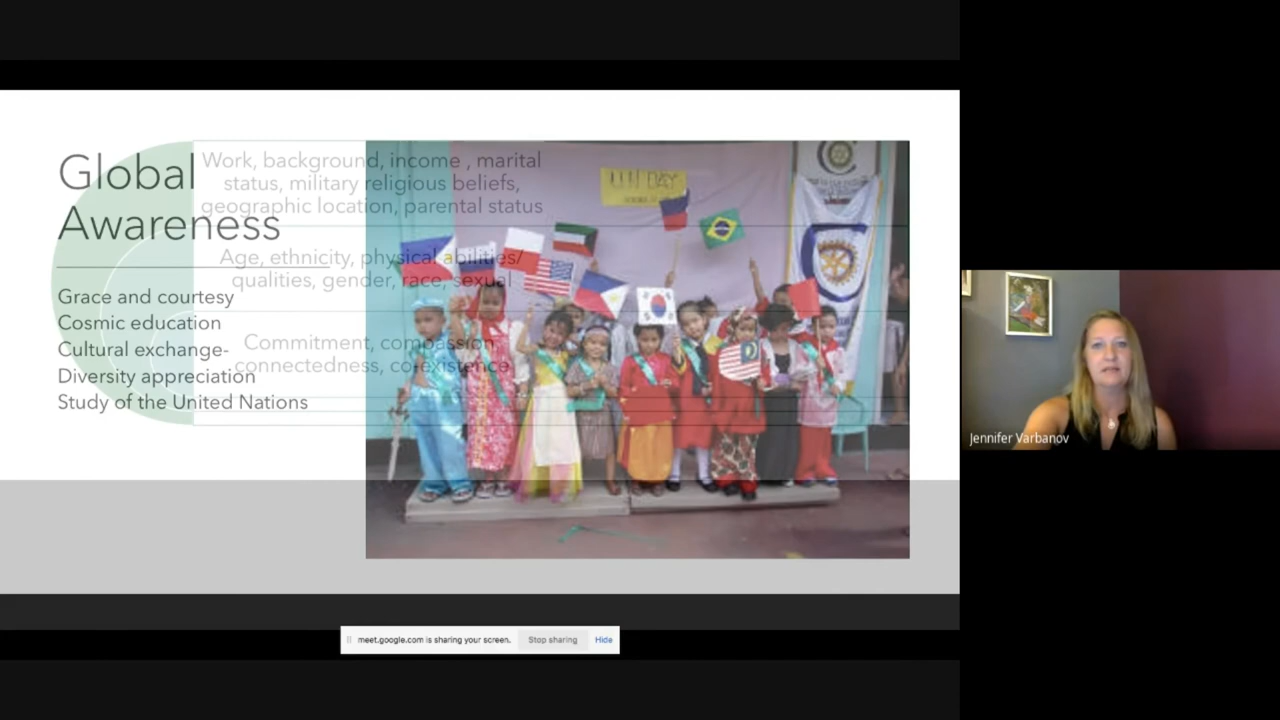 Global
Awareness
Grace and courtesy
Cosmic education
Cultural exchange-
Diversity appreciation
Study of the United Nations
Work, background, income , marital
status, military religious beliefs,
geographic location, parental status
Age, ethnicity, physical abilities/
qualities, gender, race, sexual
Commitment, compassion,
connectedness, co-existence
UN DAY
Jennifer Varbanov
meet.google.com is sharing your screen.
Stop sharing
Hide